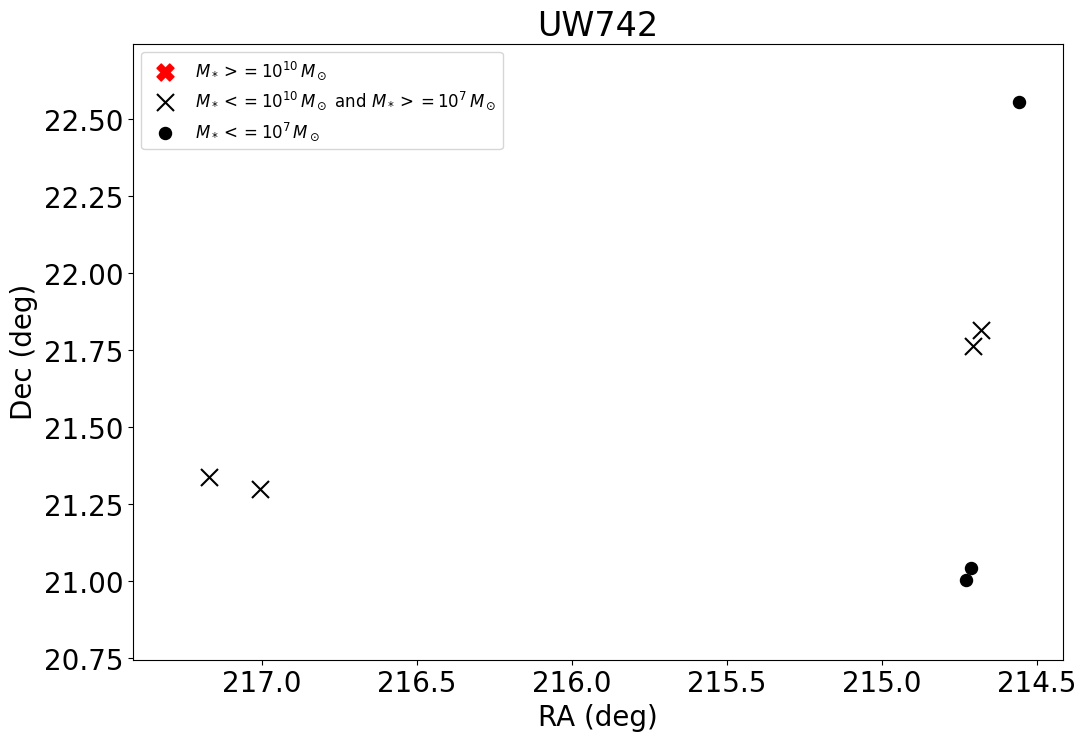 UW742
M* >= 10^10 M⊙
M* <= 10^10 M⊙ and M* >= 10^7 M⊙
M* <= 10^7 M⊙
22.50
22.25
22.00
21.75
21.50
21.25
21.00
20.75
Dec (deg)
217.0 216.5 216.0 215.5 215.0 214.5
RA (deg)